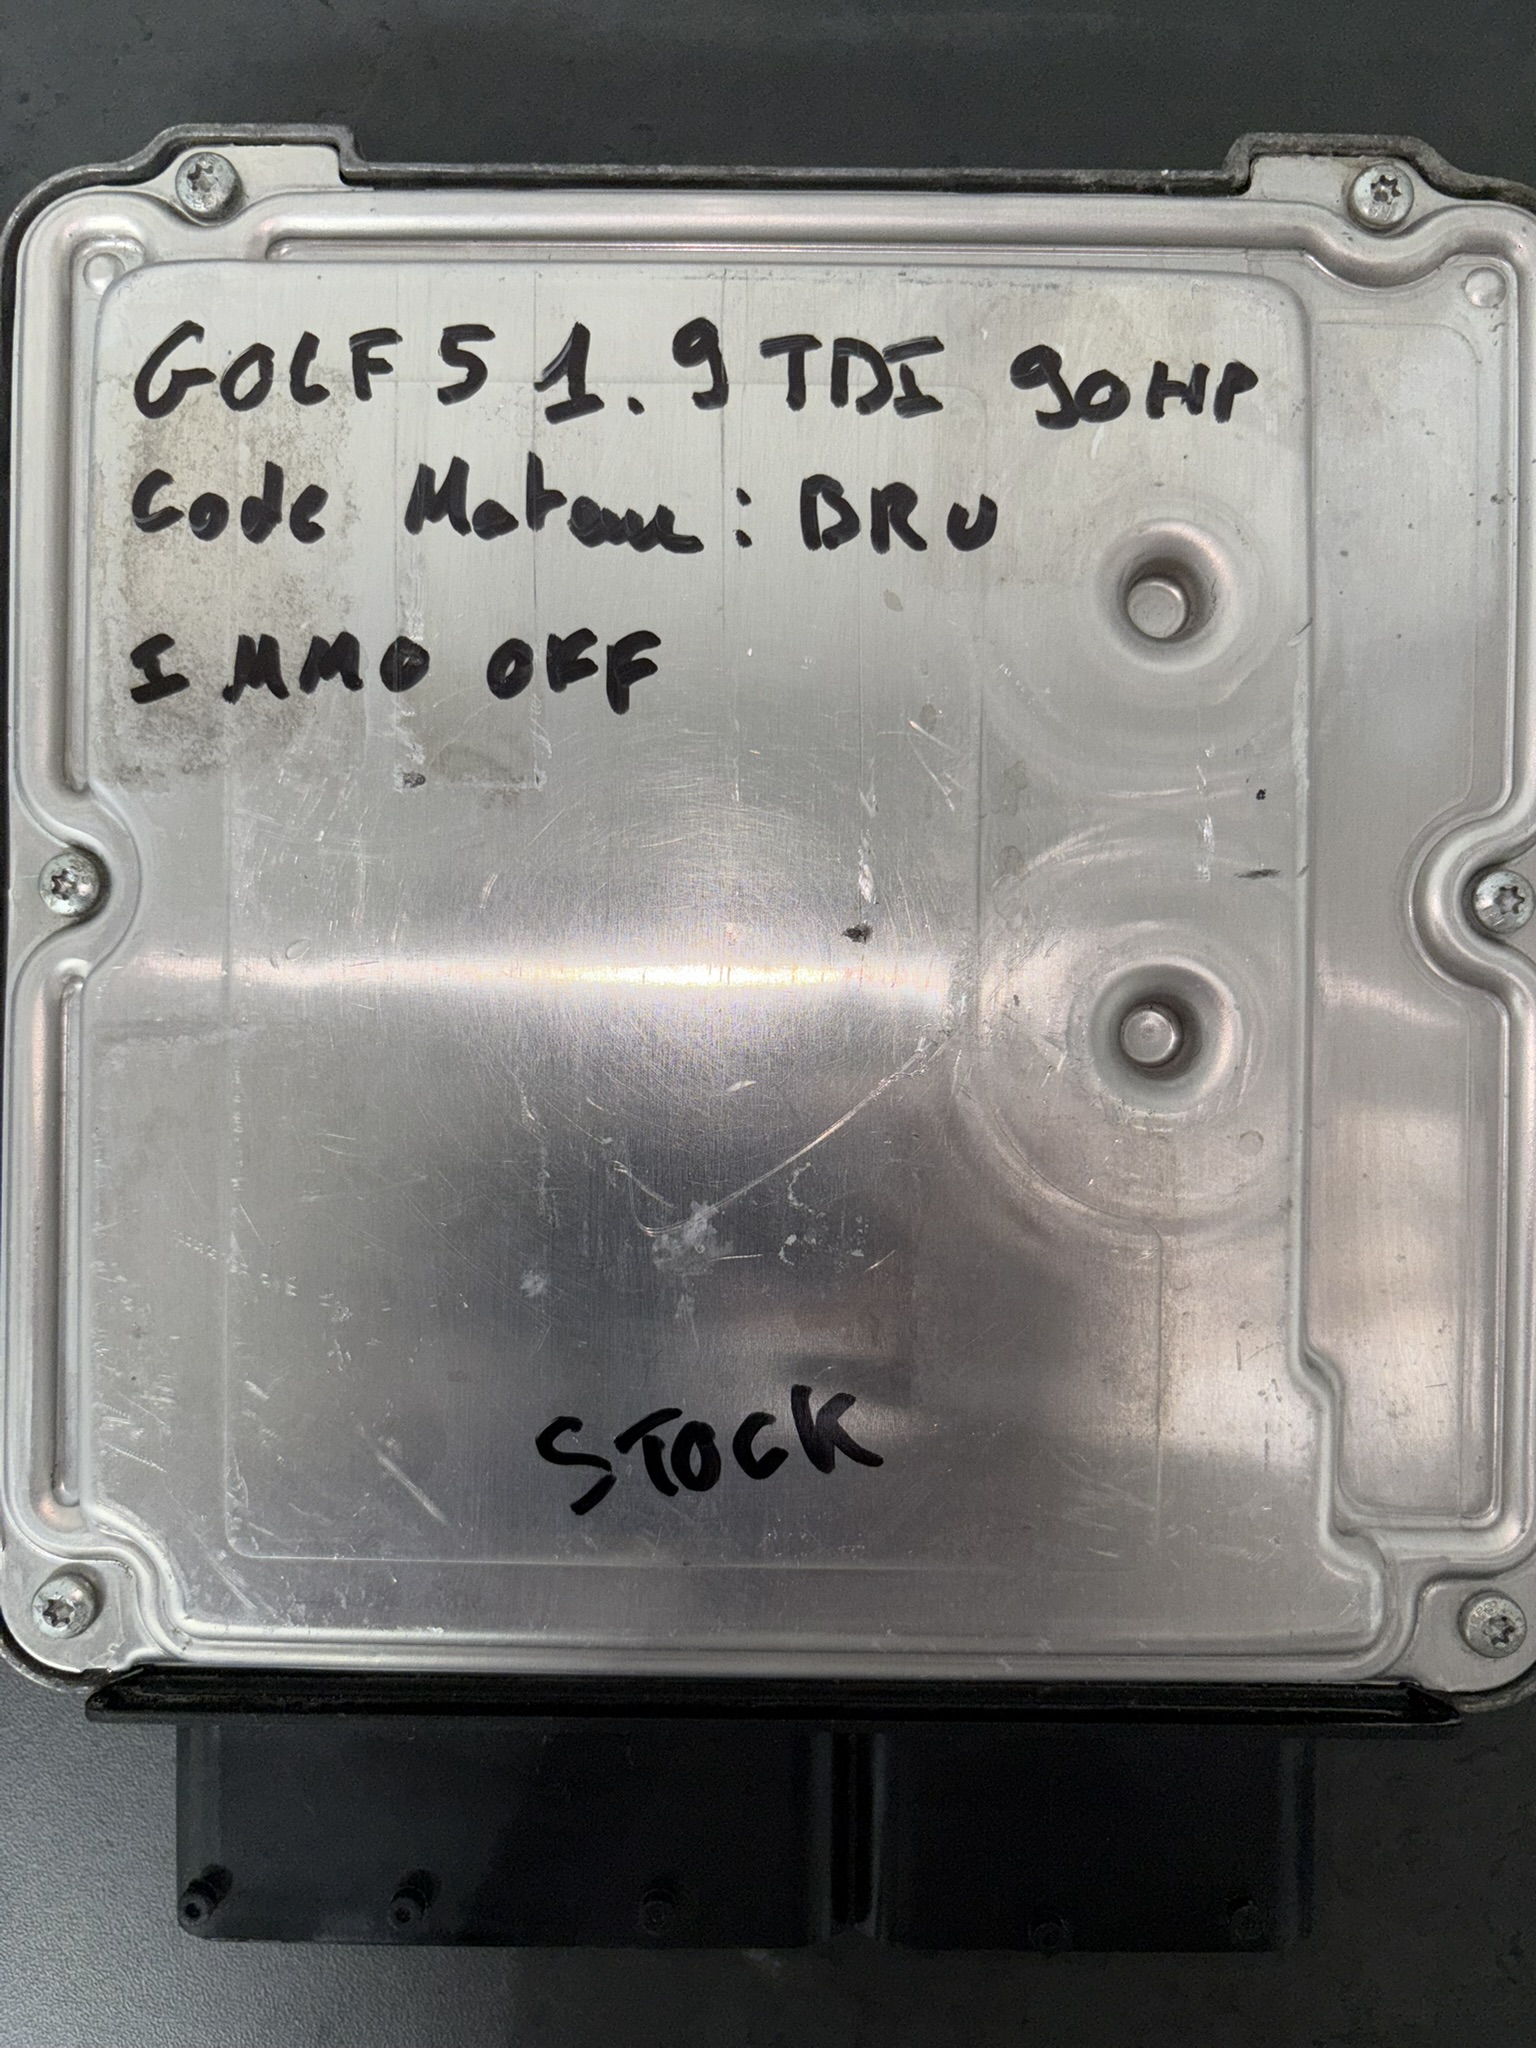 GOLF 5 1.9 TDI 90HP
Code Moteur : BRU
IMMO OFF
STOCK